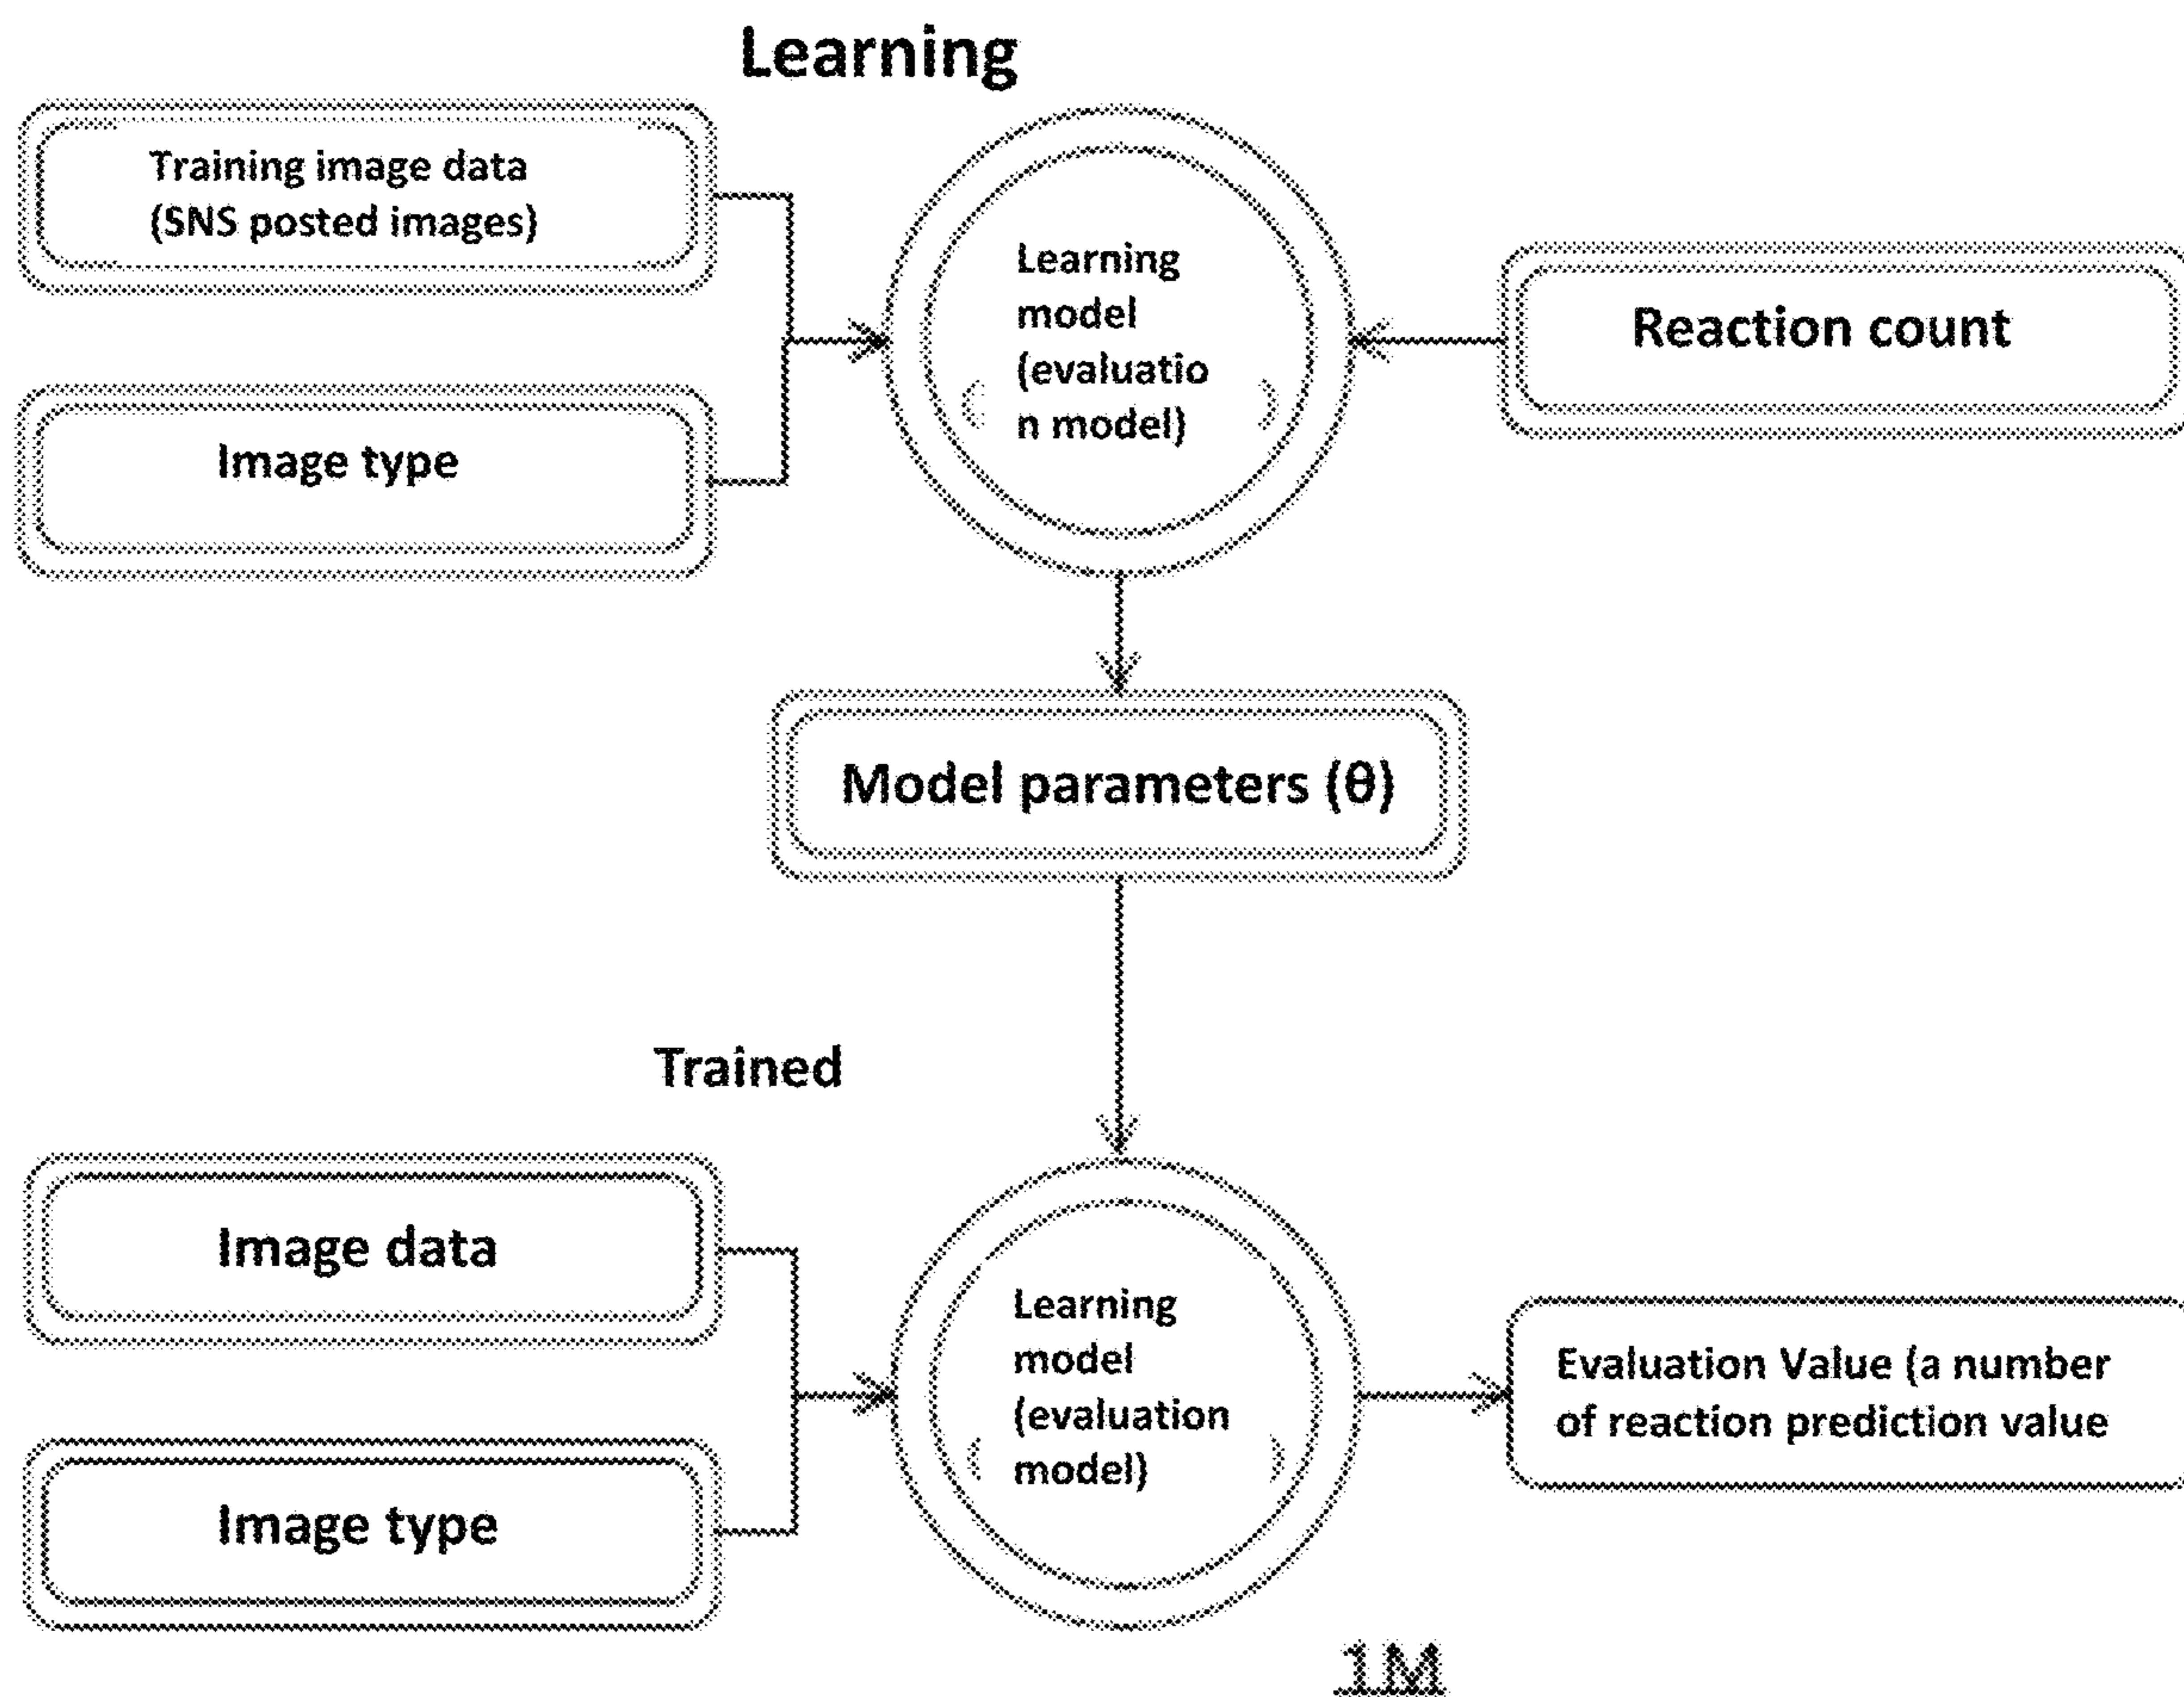 Learning
Training image data
(SNS posted images)
Image type
Learning
model
(evaluatio
n model)
Reaction count
Model parameters (θ)
Trained
Image data
Image type
Learning
model
(evaluation
model)
Evaluation Value (a number
of reaction prediction value
1M